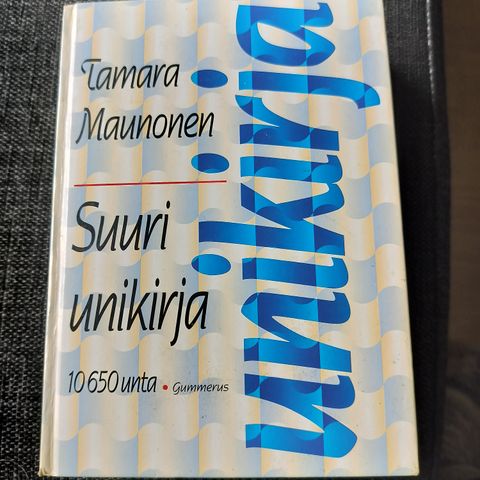 Tamara
Maunonen
Suuri
unikirja
10 650 unta • Gummerus
unikirja